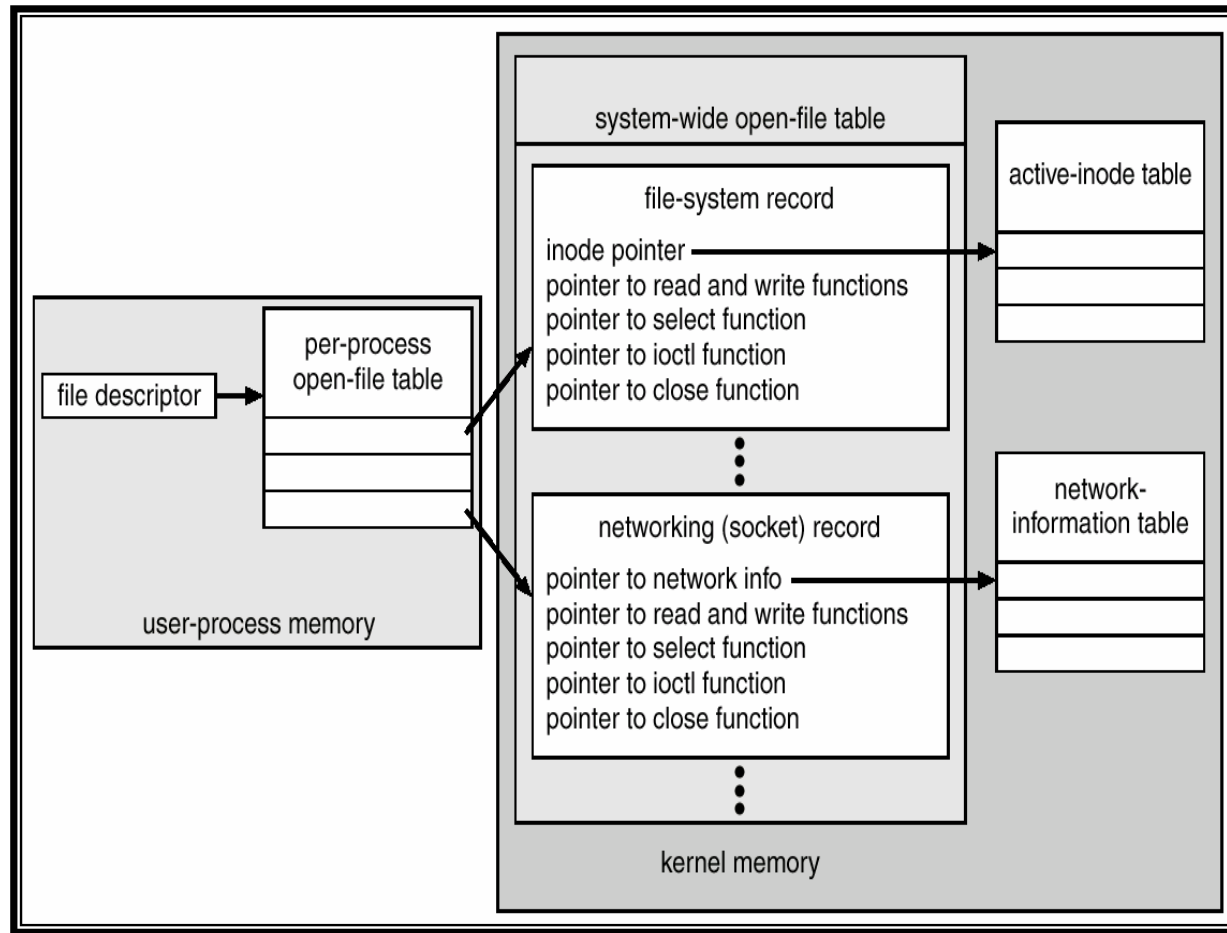 system-wide open-file table
file-system record
inode pointer
pointer to read and write functions
pointer to select function
pointer to ioctl function
pointer to close function
active-inode table
per-process
open-file table
file descriptor
user-process memory
networking (socket) record
pointer to network info
pointer to read and write functions
pointer to select function
pointer to ioctl function
pointer to close function
network-
information table
kernel memory